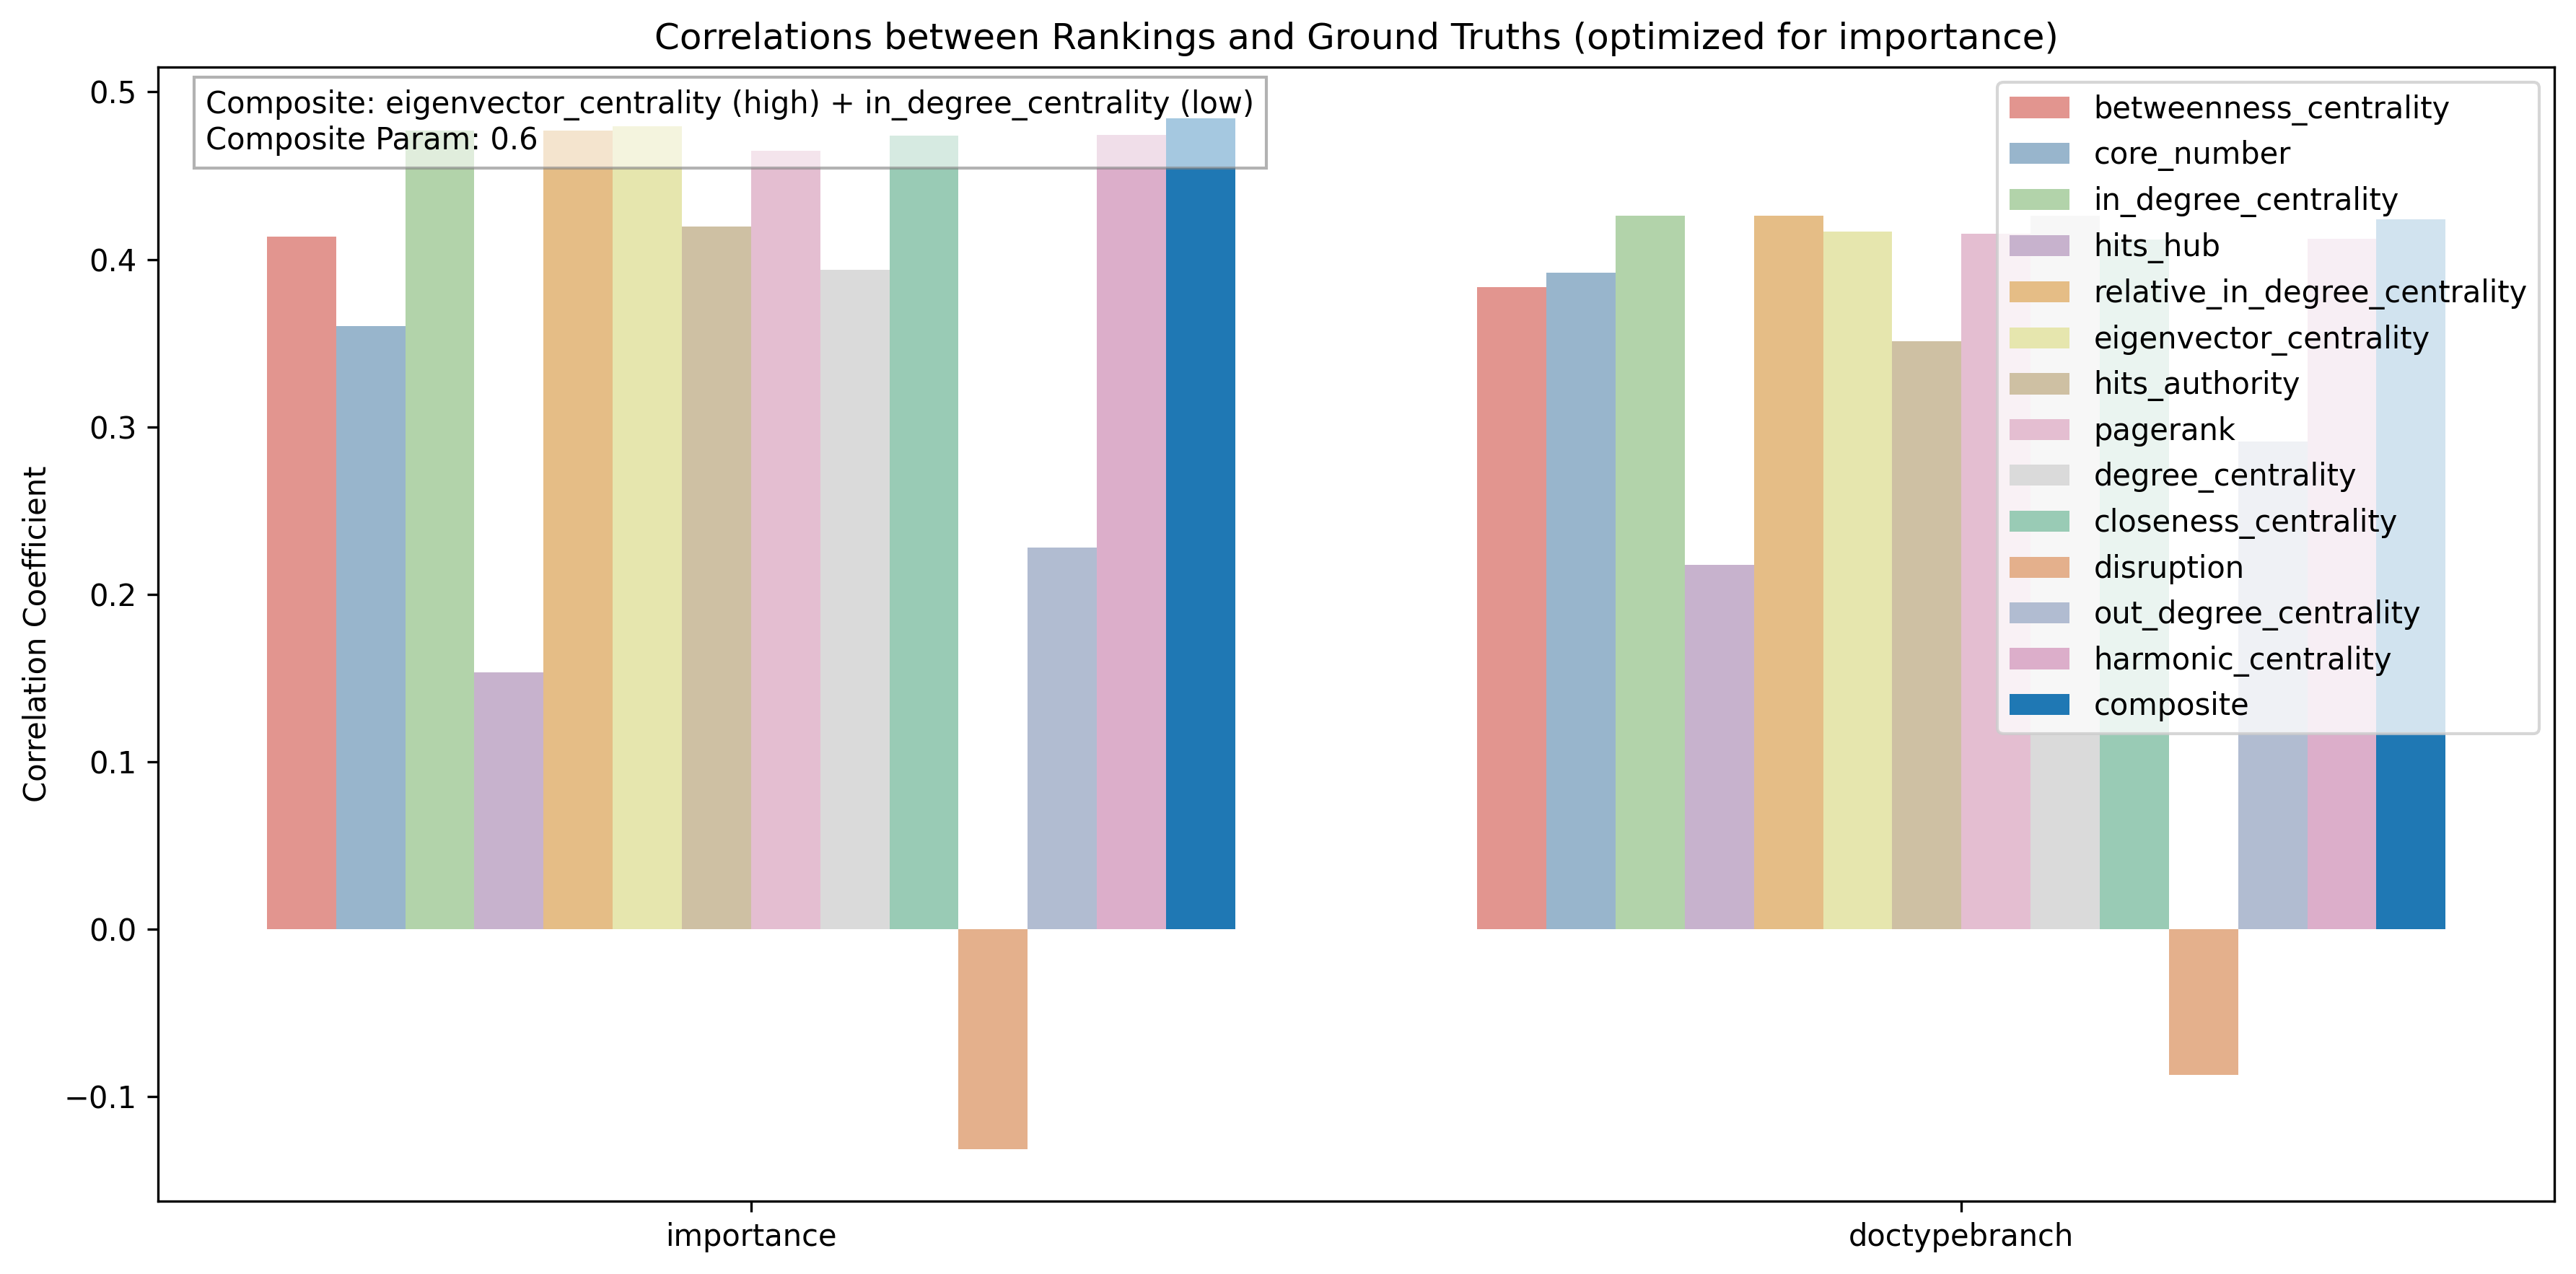 Correlations between Rankings and Ground Truths (optimized for importance)
Composite: eigenvector_centrality (high) + in_degree_centrality (low)
Composite Param: 0.6
Correlation Coefficient
0.5
0.4
0.3
0.2
0.1
0.0
−0.1
importance
doctypebranch
betweenness_centrality
core_number
in_degree_centrality
hits_hub
relative_in_degree_centrality
eigenvector_centrality
hits_authority
pagerank
degree_centrality
closeness_centrality
disruption
out_degree_centrality
harmonic_centrality
composite